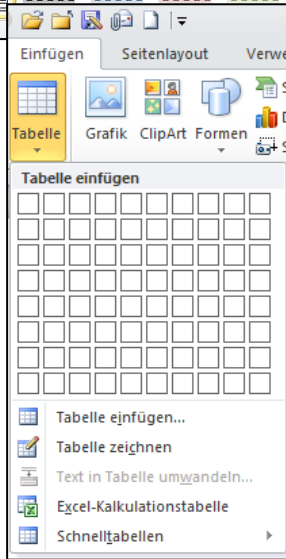 Einfügen Seitenlayout Verwe
Tabelle Grafik ClipArt Formen
Tabelle einfügen
Tabelle einfügen...
Tabelle zeichnen
Text in Tabelle umwandeln...
Excel-Kalkulationstabelle
Schnelltabellen